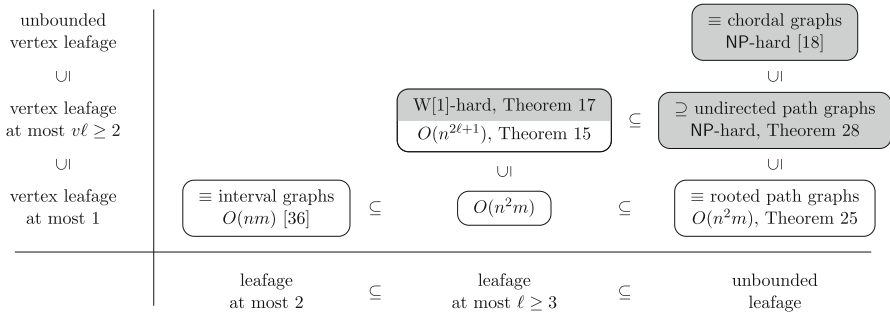 unbounded
vertex leafage
≡ chordal graphs
NP-hard [18]
∪| ∪|
vertex leafage
at most vℓ ≥ 2
W[1]-hard, Theorem 17
O(n^{2ℓ+1}), Theorem 15
⊆
⊇ undirected path graphs
NP-hard, Theorem 28
∪| ∪| ∪|
vertex leafage
at most 1
≡ interval graphs
O(nm) [36]
⊆
O(n²m)
⊆
≡ rooted path graphs
O(n²m), Theorem 25
leafage
at most 2
⊆
leafage
at most ℓ ≥ 3
⊆
unbounded
leafage